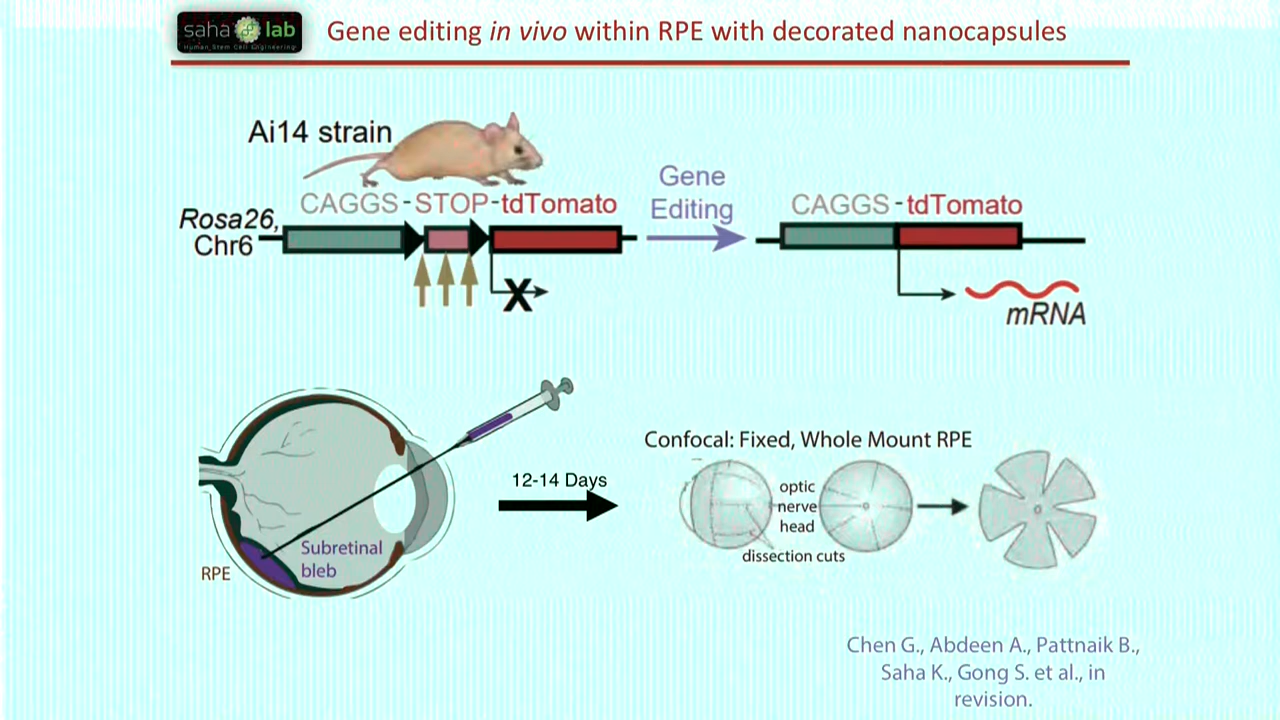 saha lab
Human Stem Cell Engineering
Gene editing in vivo within RPE with decorated nanocapsules
Ai14 strain
CAGGS-STOP-tdTomato
Rosa26,
Chr6
X
Gene
Editing
CAGGS-tdTomato
mRNA
RPE
Subretinal
bleb
12-14 Days
Confocal: Fixed, Whole Mount RPE
optic
nerve
head
dissection cuts
Chen G., Abdeen A., Pattnaik B.,
Saha K., Gong S. et al., in
revision.